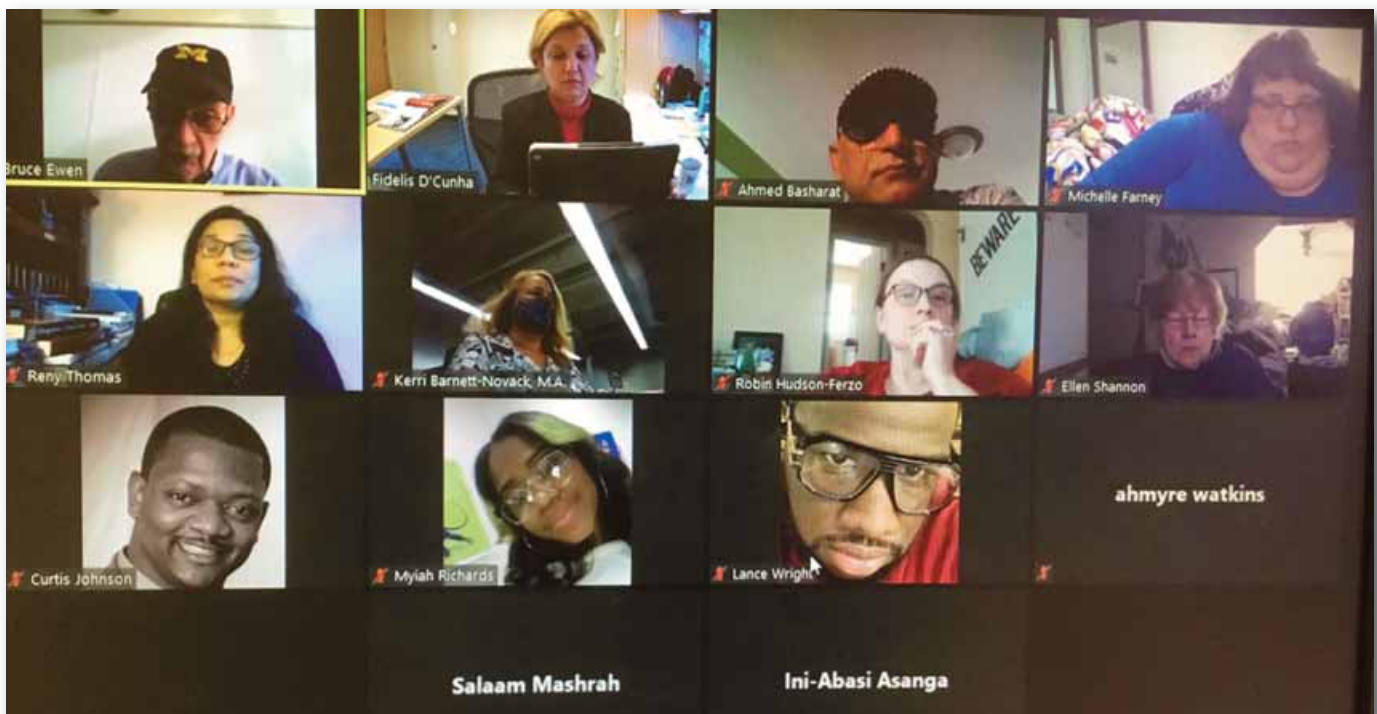 M
Bruce Ewen
Fidelis D'Cunha
Ahmed Basharat
Michelle Farney
BEWARE
Reny Thomas
Kerri Barnett-Novack, M.A.
Robin Hudson-Ferzo
Ellen Shannon
Curtis Johnson
Myiah Richards
Lance Wright
ahmyre watkins
Salaam Mashrah
Ini-Abasi Asanga